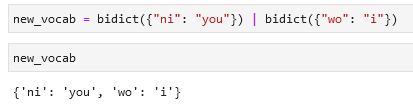 new_vocab = bidict({"ni": "you"}) | bidict({"wo": "i"})
new_vocab
{'ni': 'you', 'wo': 'i'}